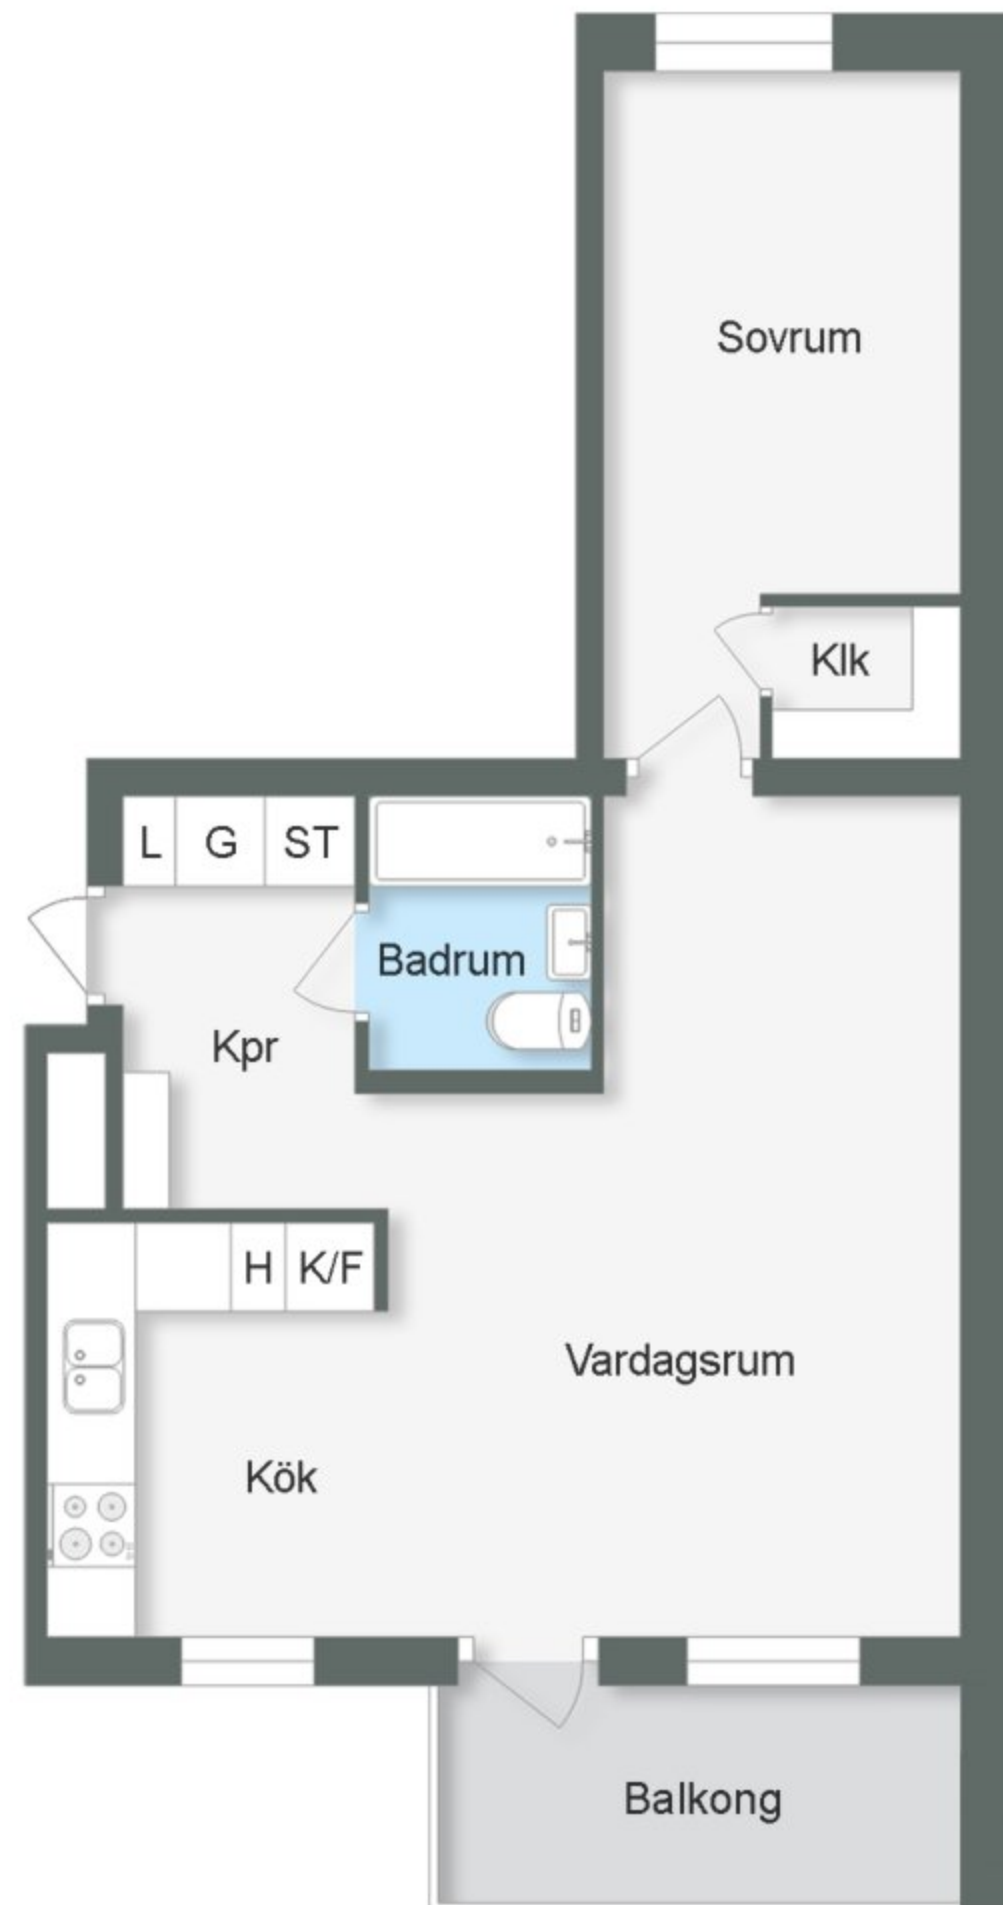 Sovrum
Klk
L G ST
Badrum
Kpr
H K/F
Vardagsrum
Kök
Balkong